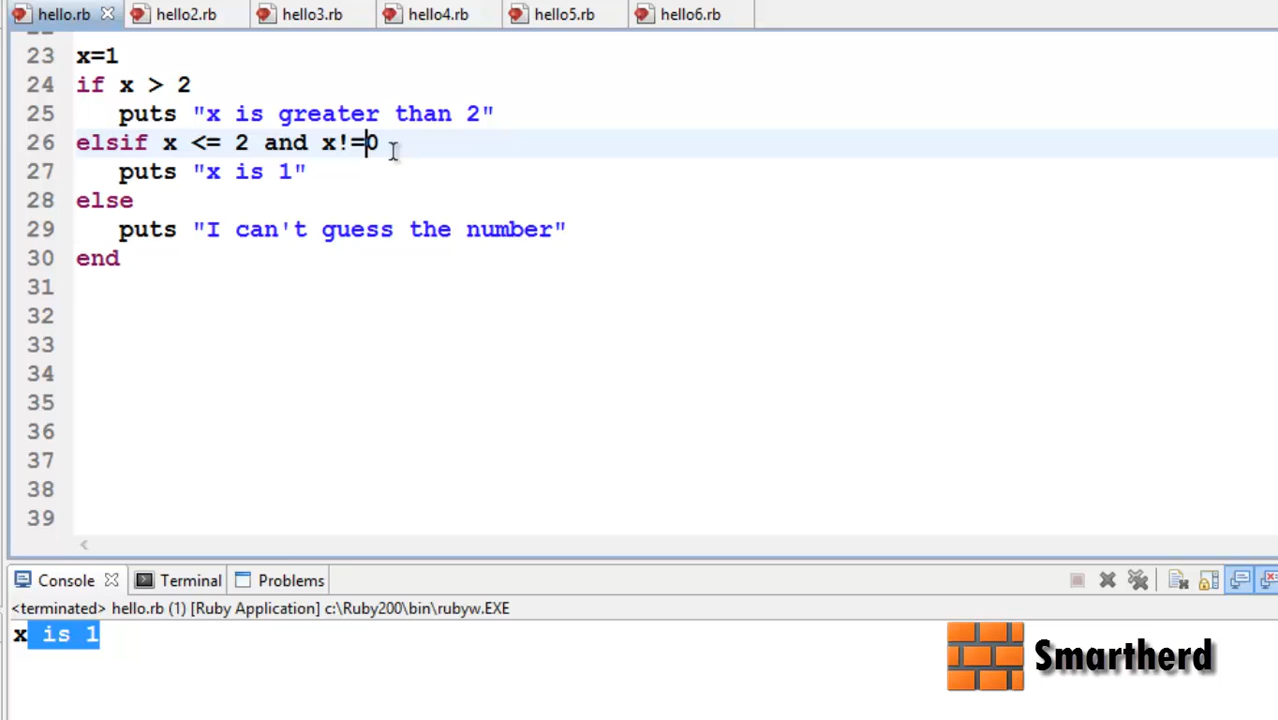 hello.rb hello2.rb hello3.rb hello4.rb hello5.rb hello6.rb
23 x=1
24 if x > 2
25 puts "x is greater than 2"
26 elsif x <= 2 and x!=0
27 puts "x is 1"
28 else
29 puts "I can't guess the number"
30 end
31
32
33
34
35
36
37
38
39
Console Terminal Problems
<terminated> hello.rb (1) [Ruby Application] c:\Ruby200\bin\rubyw.EXE
x is 1
Smartherd